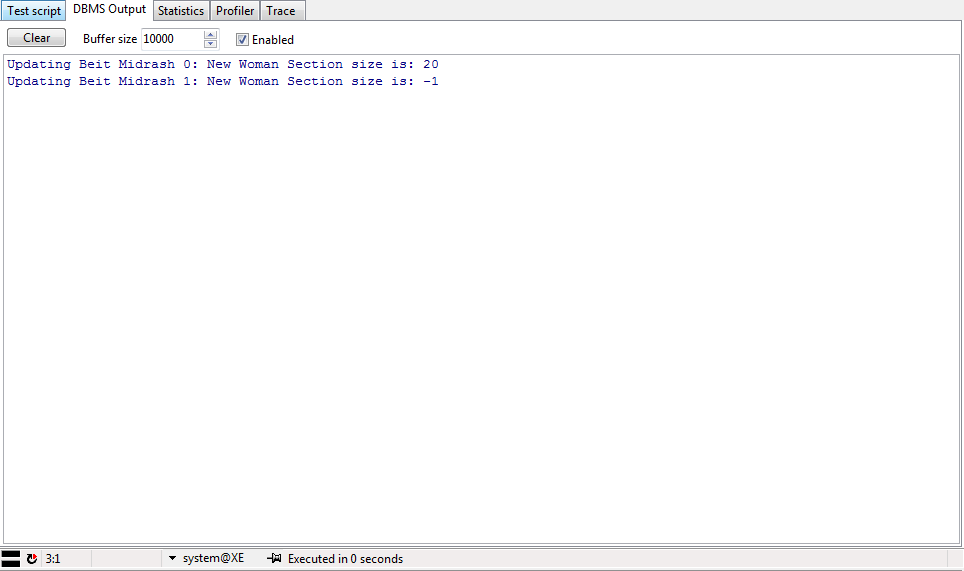 Test script DBMS Output Statistics Profiler Trace
Clear Buffer size 10000 Enabled
Updating Beit Midrash 0: New Woman Section size is: 20
Updating Beit Midrash 1: New Woman Section size is: -1
3:1 system@XE Executed in 0 seconds